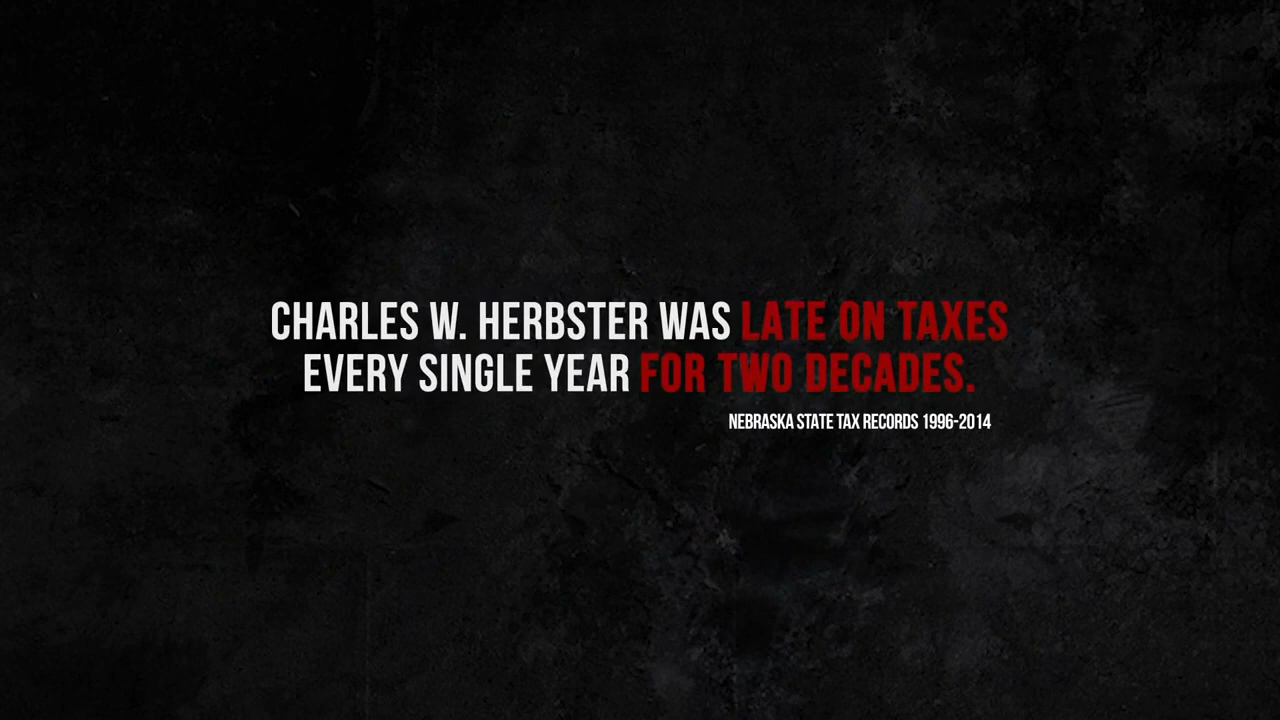 CHARLES W. HERBSTER WAS LATE ON TAXES
EVERY SINGLE YEAR FOR TWO DECADES.
NEBRASKA STATE TAX RECORDS 1996-2014